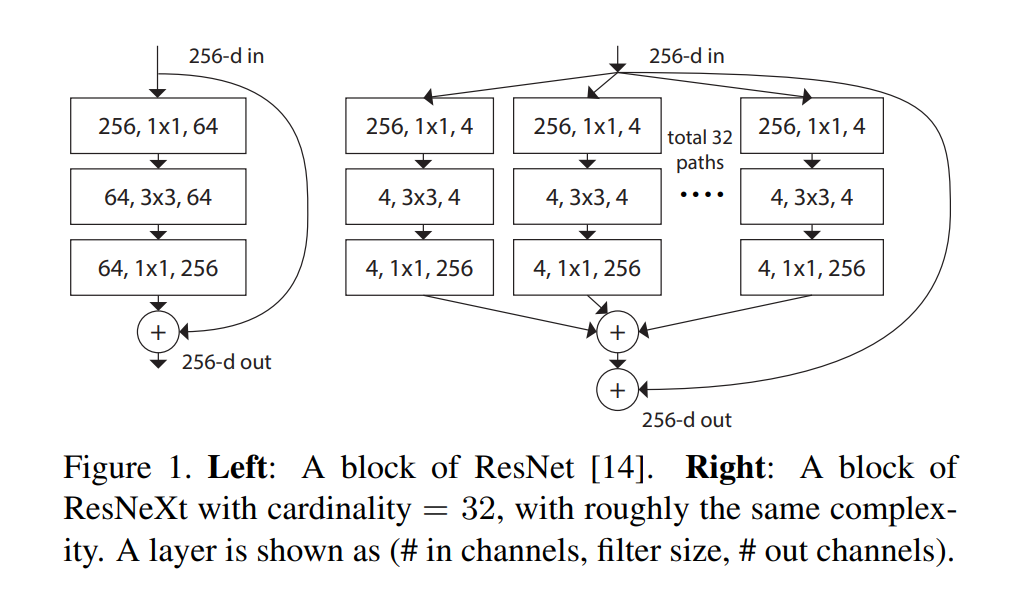 256-d in
256, 1x1, 64
64, 3x3, 64
64, 1x1, 256
+
256-d out
256-d in
256, 1x1, 4
256, 1x1, 4
total 32
paths
....
256, 1x1, 4
4, 3x3, 4
4, 3x3, 4
4, 3x3, 4
4, 1x1, 256
4, 1x1, 256
4, 1x1, 256
+
+
256-d out
Figure 1. Left: A block of ResNet [14]. Right: A block of
ResNeXt with cardinality = 32, with roughly the same complex-
ity. A layer is shown as (# in channels, filter size, # out channels).